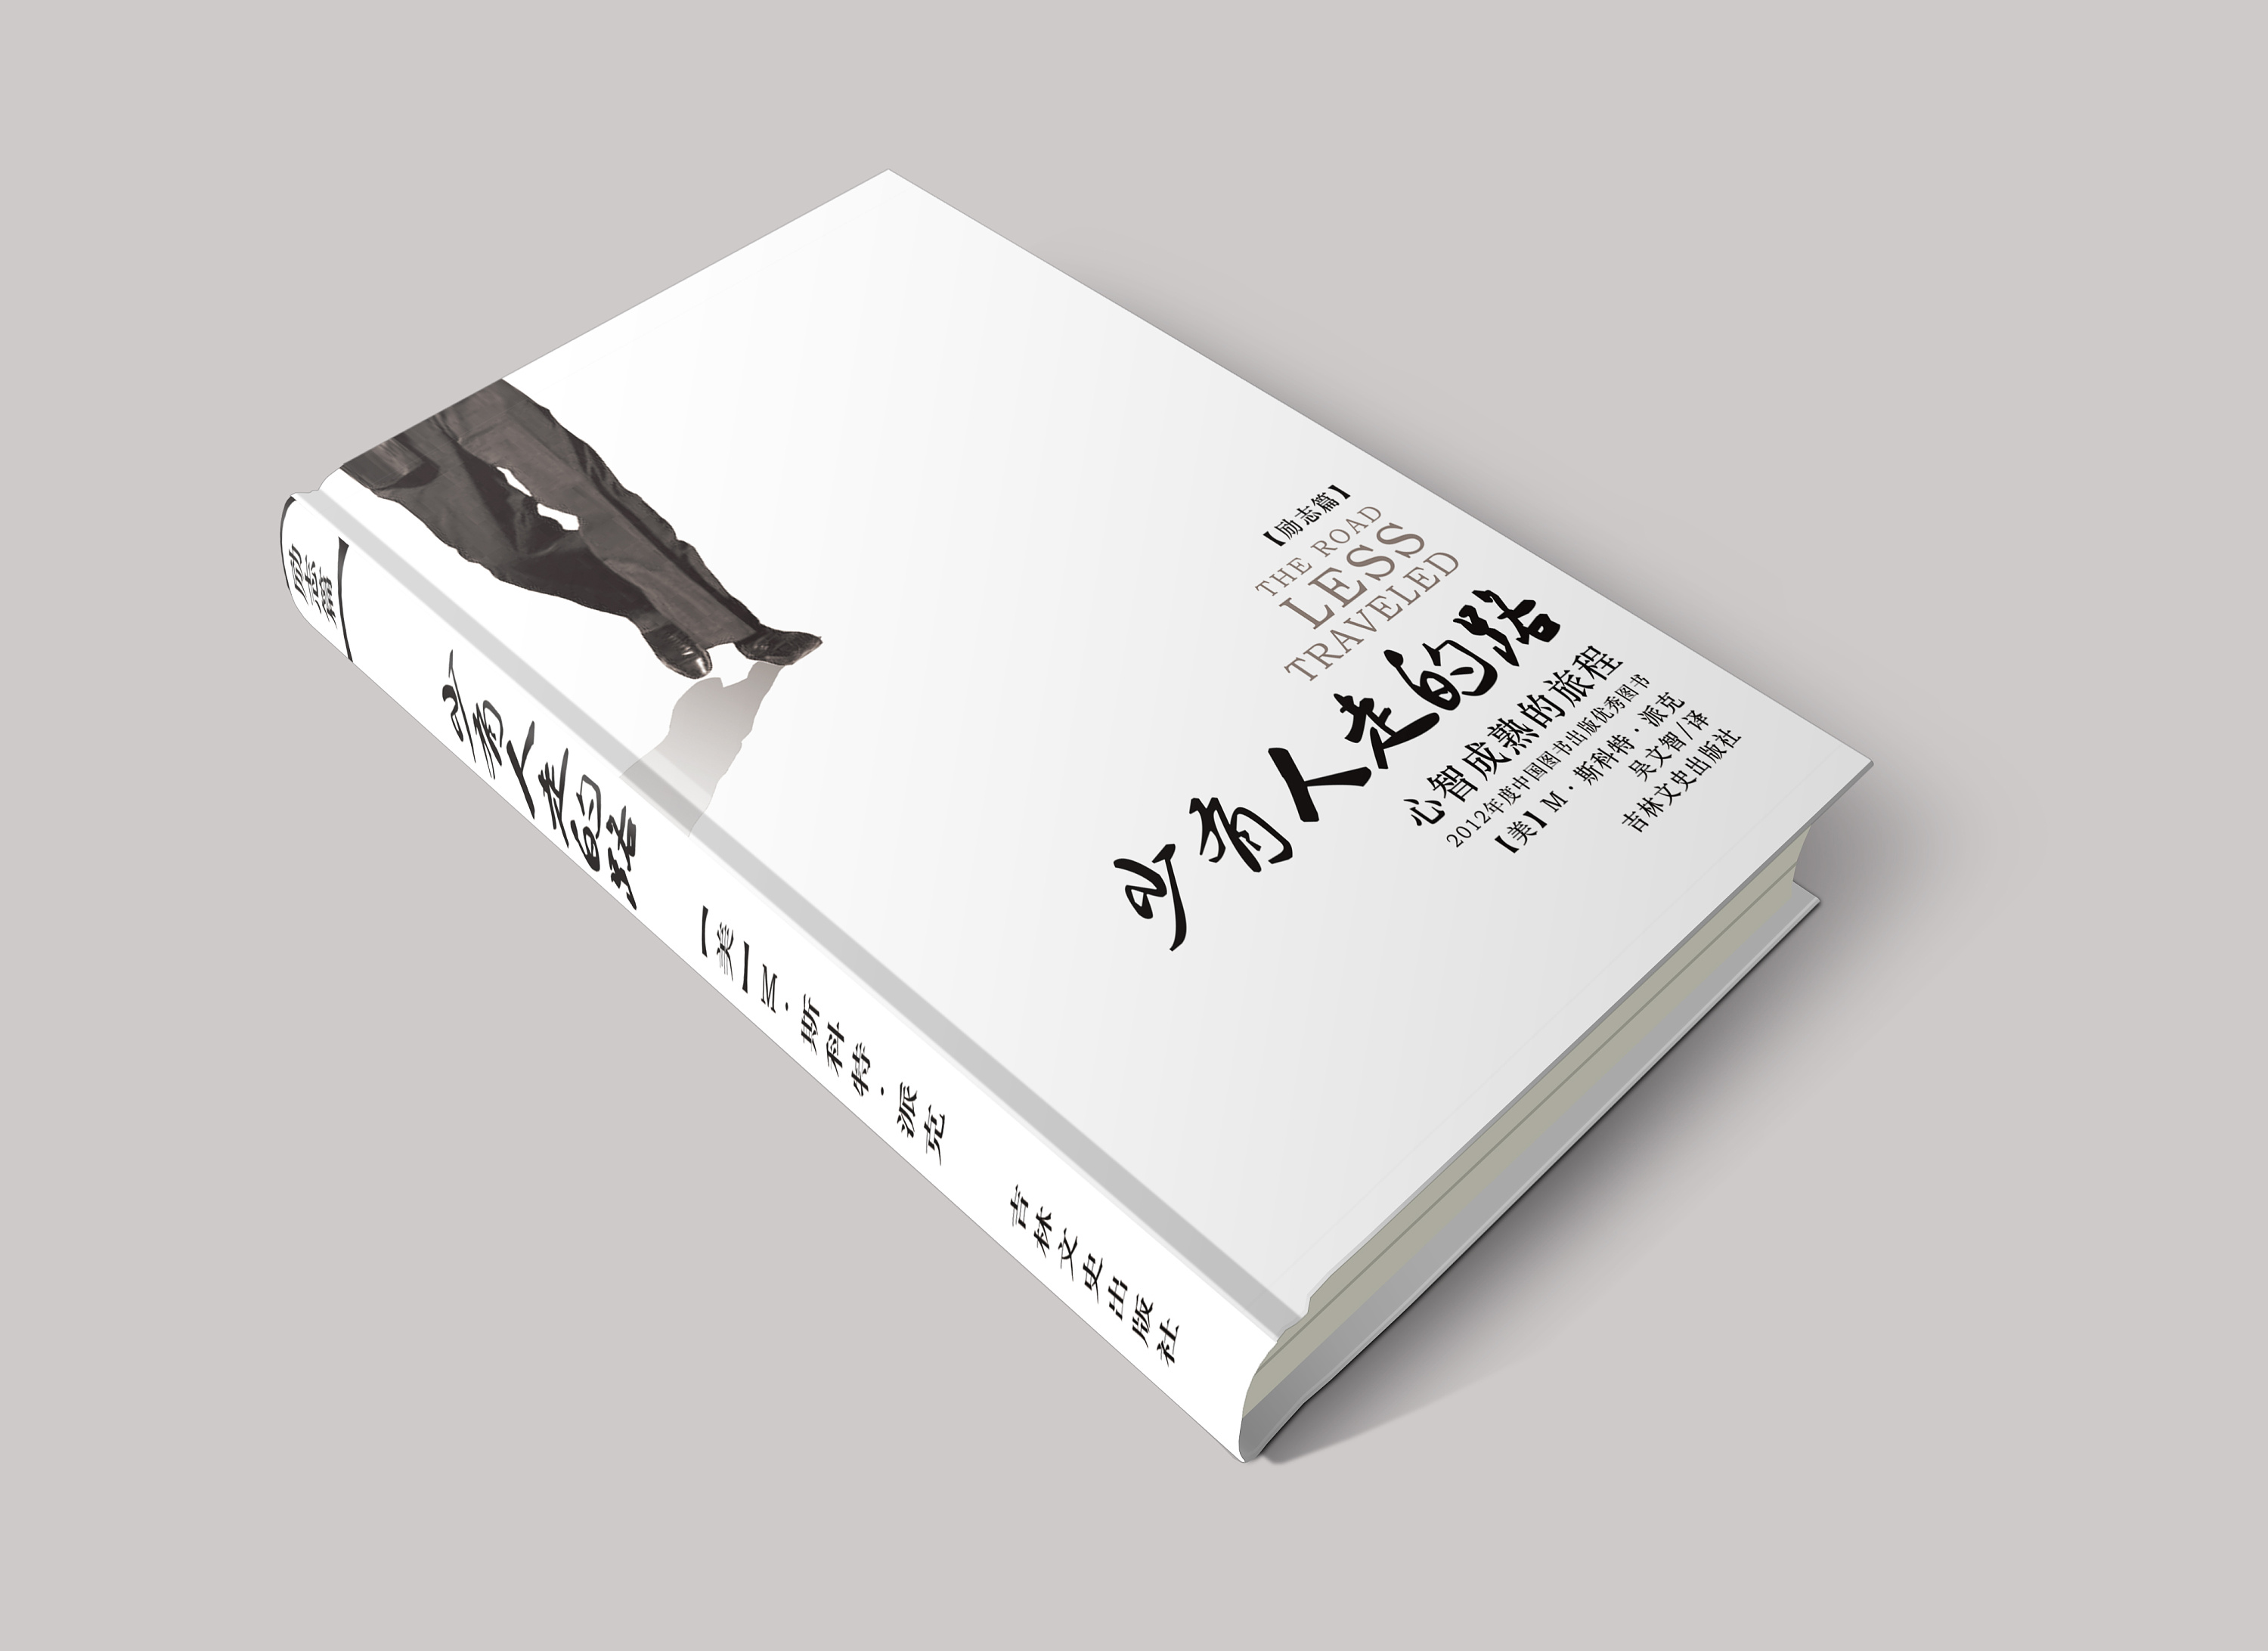 【励志篇】
THE ROAD
LESS
TRAVELED
少有人走的路
心智成熟的旅程
2012年度中国图书出版优秀图书
【美】M·斯科特·派克
吴文智/译
吉林文史出版社
励志篇
少有人走的路
【美】M·斯科特·派克
吉林文史出版社